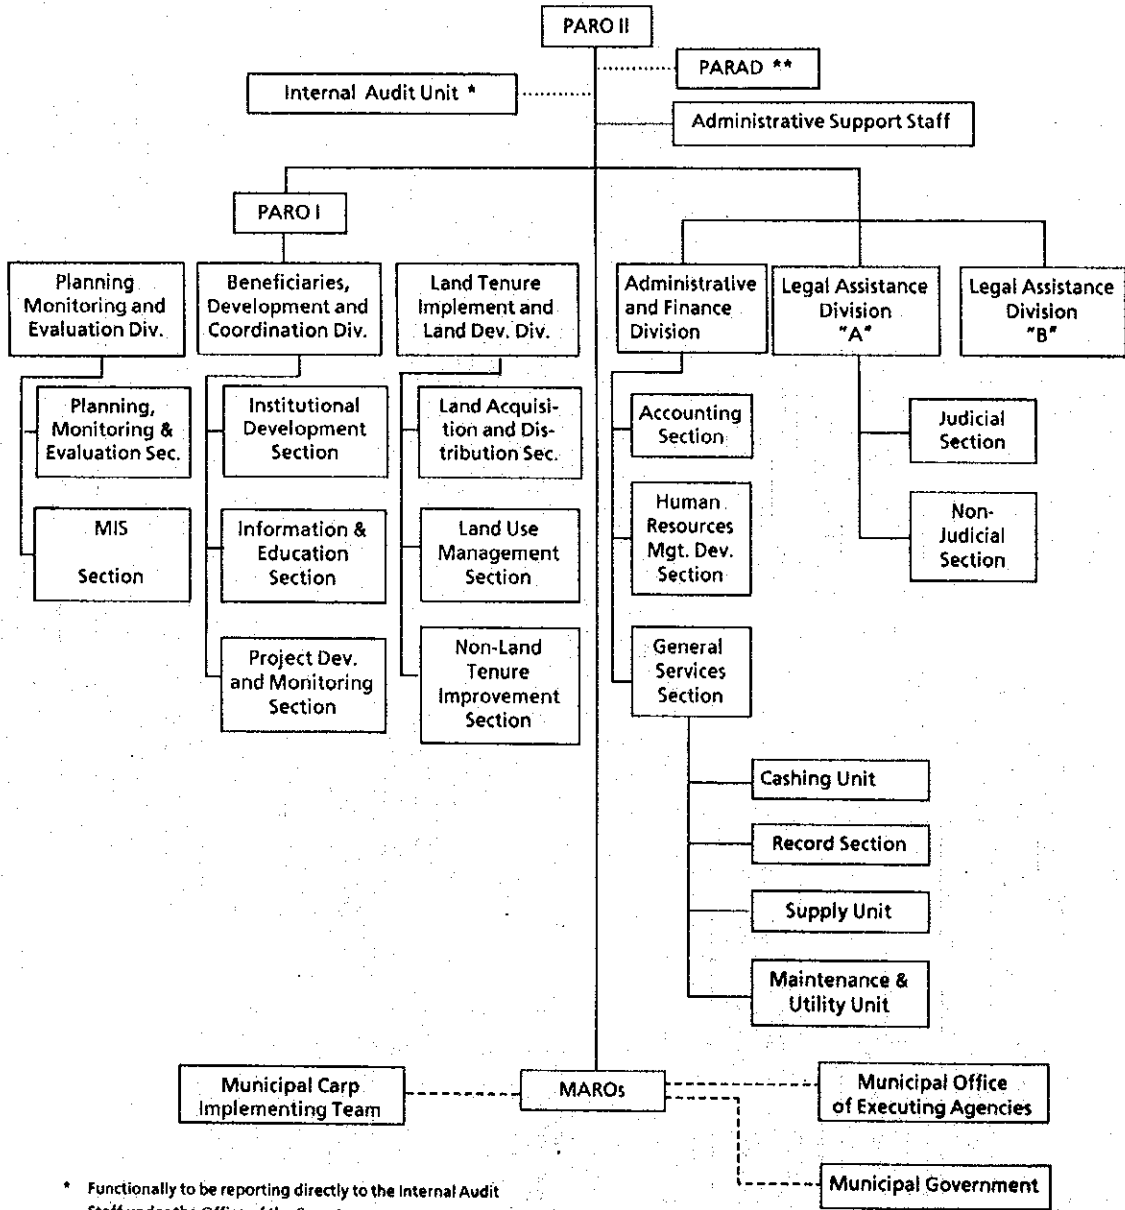 PARO II
PARAD **
Internal Audit Unit *
Administrative Support Staff
PARO I
Planning
Monitoring and
Evaluation Div.
Beneficiaries,
Development and
Coordination Div.
Land Tenure
Implement and
Land Dev. Div.
Administrative
and Finance
Division
Legal Assistance
Division
"A"
Legal Assistance
Division
"B"
Planning,
Monitoring &
Evaluation Sec.
Institutional
Development
Section
Land Acquisi-
tion and Dis-
tribution Sec.
Accounting
Section
Judicial
Section
MIS
Section
Information &
Education
Section
Land Use
Management
Section
Human
Resources
Mgt. Dev.
Section
Non-
Judicial
Section
Project Dev.
and Monitoring
Section
Non-Land
Tenure
Improvement
Section
General
Services
Section
Cashing Unit
Record Section
Supply Unit
Maintenance &
Utility Unit
Municipal Carp
Implementing Team
MAROs
Municipal Office
of Executing Agencies
Municipal Government
* Functionally to be reporting directly to the Internal Audit